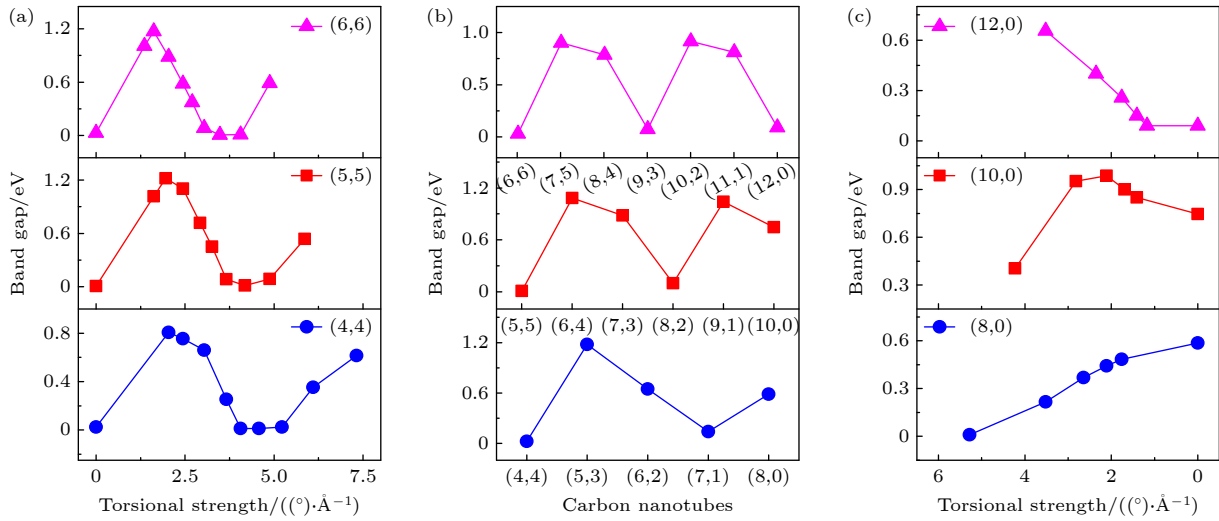 (a)
(6,6)
1.2
0.6
0
(5,5)
1.2
0.6
0
Band gap/eV
(4,4)
0.8
0.4
0
0 2.5 5.0 7.5
Torsional strength/((°)·Å⁻¹)
(b)
1.0
0.5
0
(6,6) (7,5) (8,4) (9,3) (10,2) (11,1) (12,0)
1.2
0.6
0
Band gap/eV
(5,5) (6,4) (7,3) (8,2) (9,1) (10,0)
1.2
0.6
0
(4,4) (5,3) (6,2) (7,1) (8,0)
Carbon nanotubes
(c)
(12,0)
0.6
0.3
0
(10,0)
0.9
0.6
0.3
Band gap/eV
(8,0)
0.6
0.3
0
6 4 2 0
Torsional strength/((°)·Å⁻¹)